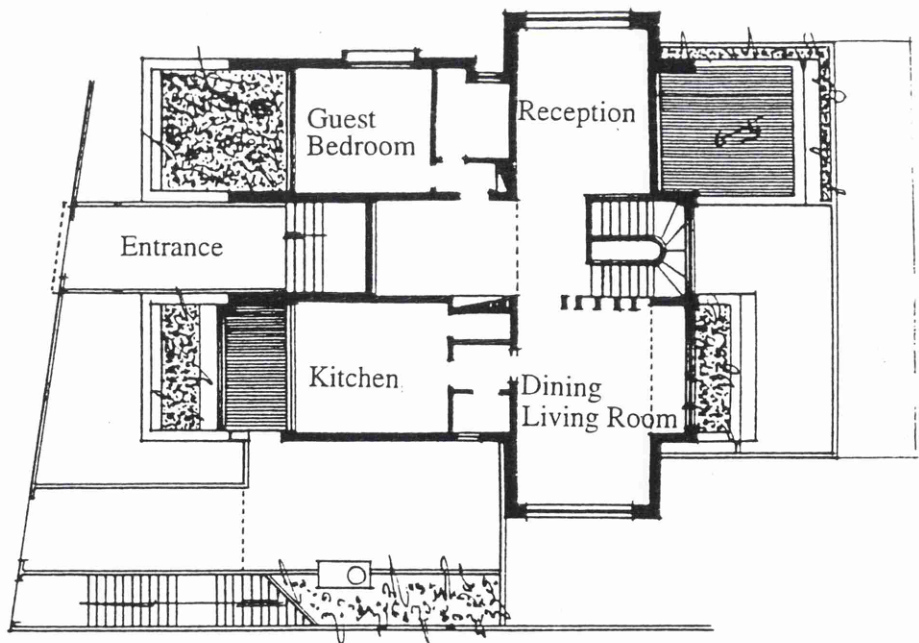 Guest
Bedroom
Reception
Entrance
Kitchen
Dining
Living Room